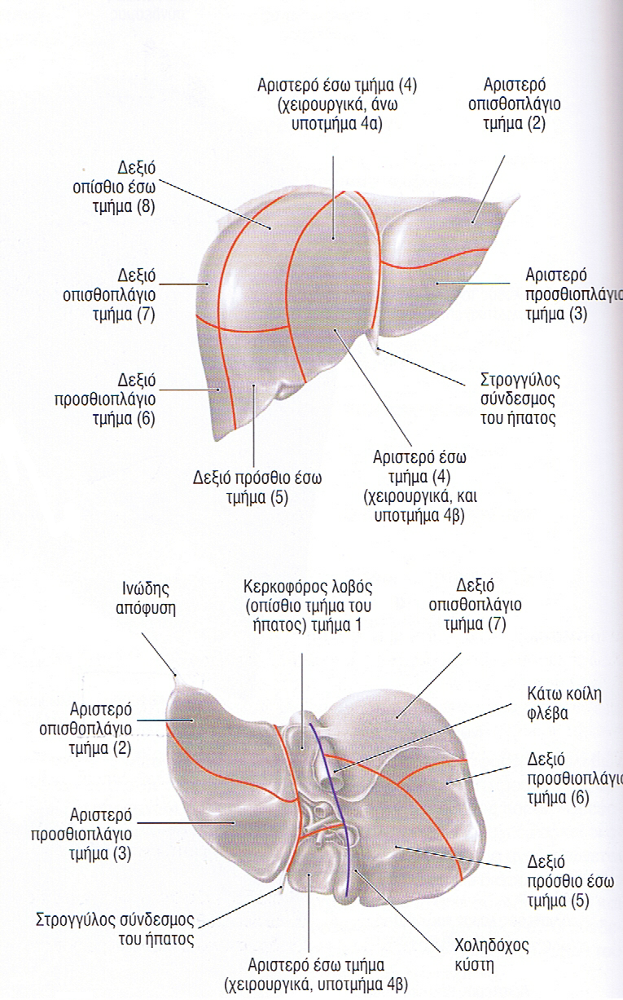 Αριστερό έσω τμήμα (4)
(χειρουργικά, άνω
υποτμήμα 4α)
Αριστερό
οπισθοπλάγιο
τμήμα (2)
Δεξιό
οπίσθιο έσω
τμήμα (8)
Δεξιό
οπισθοπλάγιο
τμήμα (7)
Αριστερό
προσθιοπλάγιο
τμήμα (3)
Δεξιό
προσθιοπλάγιο
τμήμα (6)
Στρογγύλος
σύνδεσμος
του ήπατος
Δεξιό πρόσθιο έσω
τμήμα (5)
Αριστερό έσω
τμήμα (4)
(χειρουργικά, και
υποτμήμα 4β)
Ινώδης
απόφυση
Κερκοφόρος λοβός
(οπίσθιο τμήμα του
ήπατος) τμήμα 1
Δεξιό
οπισθοπλάγιο
τμήμα (7)
Αριστερό
οπισθοπλάγιο
τμήμα (2)
Κάτω κοίλη
φλέβα
Δεξιό
προσθιοπλάγιο
τμήμα (6)
Αριστερό
προσθιοπλάγιο
τμήμα (3)
Δεξιό
πρόσθιο έσω
τμήμα (5)
Στρογγύλος σύνδεσμος
του ήπατος
Αριστερό έσω τμήμα
(χειρουργικά, υποτμήμα 4β)
Χοληδόχος
κύστη